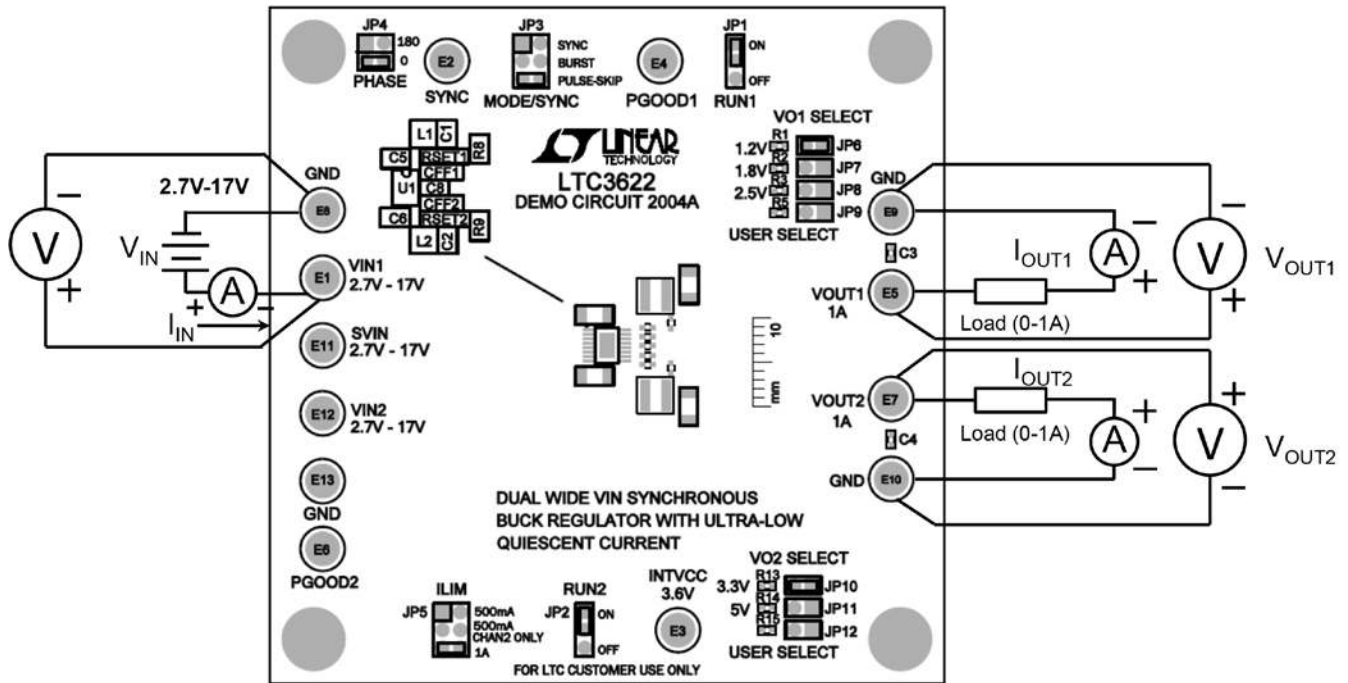 JP4
180
0
PHASE
E2
SYNC
JP3
SYNC
BURST
PULSE-SKIP
MODE/SYNC
E4
PGOOD1
JP1
ON
OFF
RUN1
L1
C1
C5
RSET1
R8
CFF1
U1
C8
CFF2
C6
RSET2
R9
L2
C2
LINEAR
TECHNOLOGY
LTC3622
DEMO CIRCUIT 2004A
VO1 SELECT
R1
1.2V
JP6
R2
1.8V
JP7
R3
2.5V
JP8
R5
JP9
USER SELECT
GND
2.7V-17V
E8
V
−
+
VIN
A
+
−
IIN
E1
VIN1
2.7V - 17V
E11
SVIN
2.7V - 17V
E12
VIN2
2.7V - 17V
E13
GND
E6
PGOOD2
10
mm
GND
E9
C3
VOUT1
1A
E5
IOUT1
Load (0-1A)
A
−
+
V
−
+
VOUT1
VOUT2
1A
E7
C4
GND
E10
IOUT2
Load (0-1A)
A
+
−
V
+
−
VOUT2
DUAL WIDE VIN SYNCHRONOUS
BUCK REGULATOR WITH ULTRA-LOW
QUIESCENT CURRENT
ILIM
JP5
500mA
500mA
CHAN2 ONLY
1A
RUN2
JP2
ON
OFF
INTVCC
3.6V
E3
VO2 SELECT
R13
3.3V
JP10
R14
5V
JP11
R15
JP12
USER SELECT
FOR LTC CUSTOMER USE ONLY